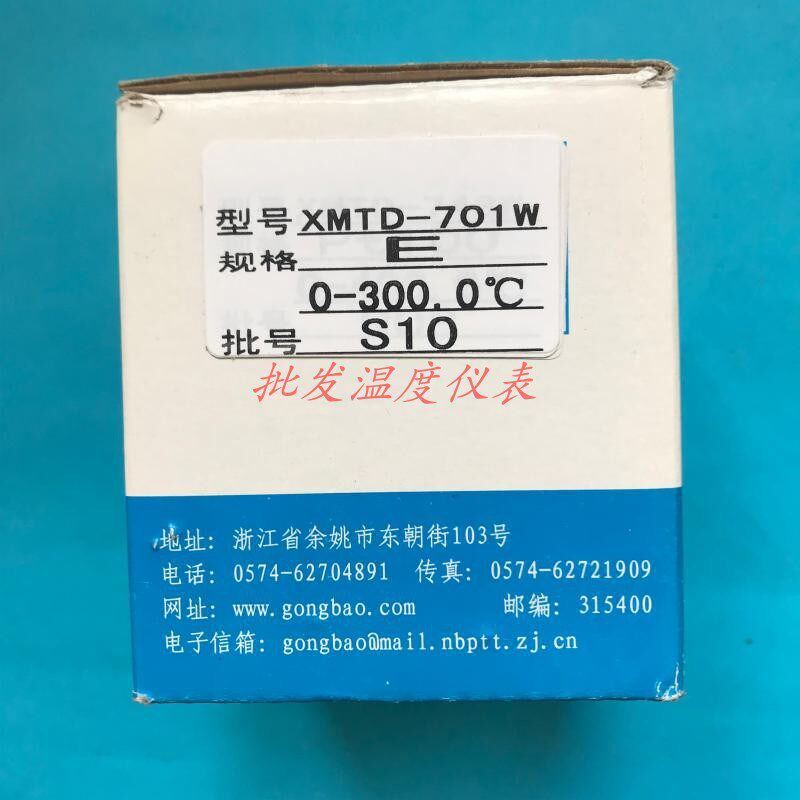 型号 XMTD-701W
规格 E
0-300.0℃
批号 S10
批发温度仪表
地址: 浙江省余姚市东朝街103号
电话: 0574-62704891 传真: 0574-62721909
网址: www.gongbao.com 邮编: 315400
电子信箱: gongbao@mail.nbptt.zj.cn